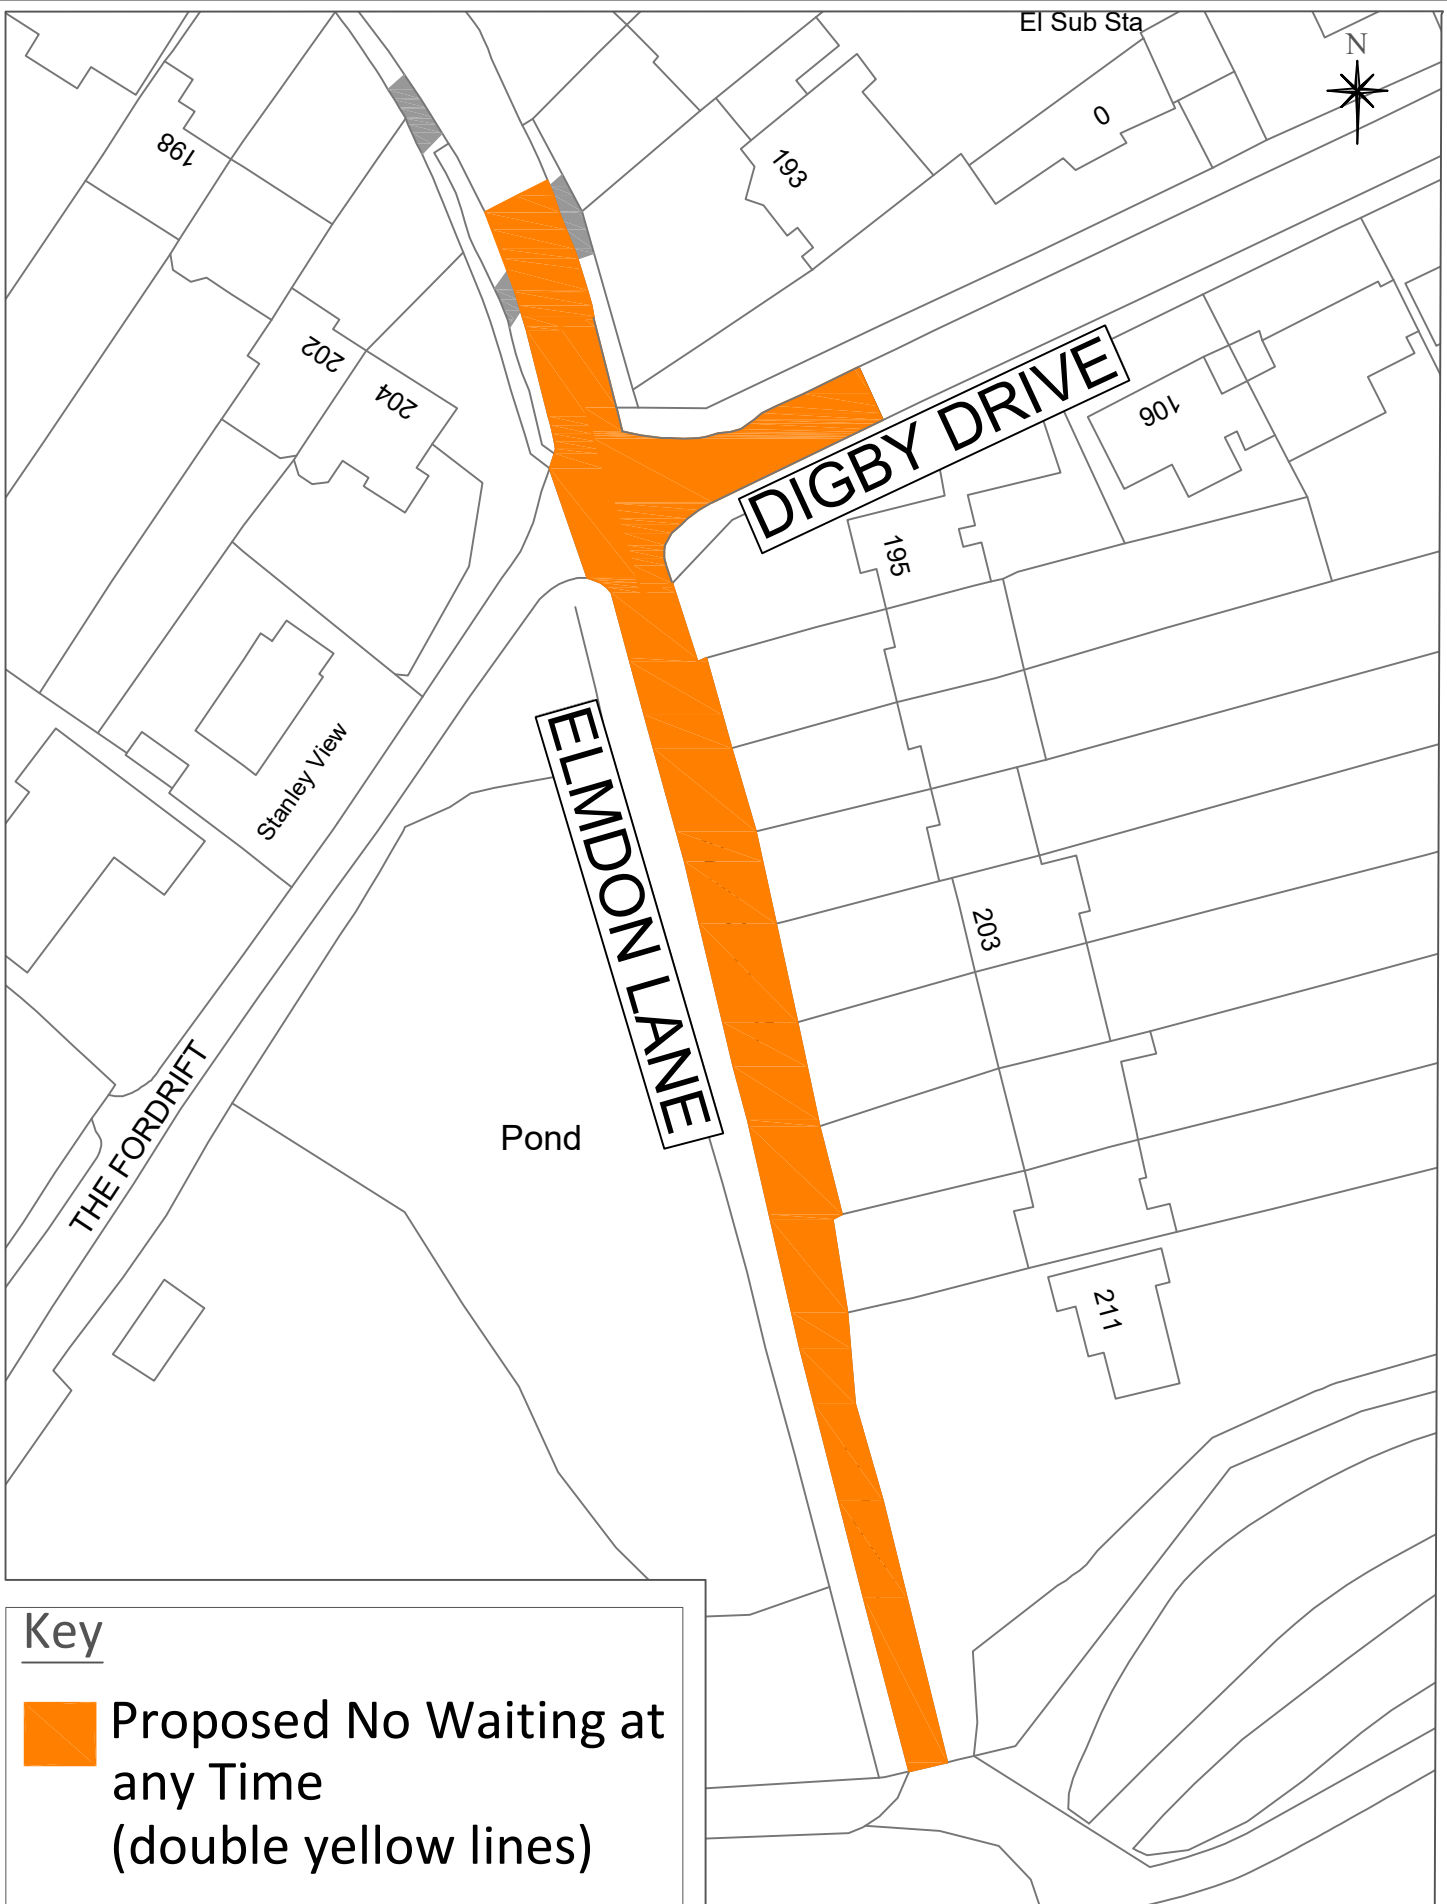 El Sub Sta
N
198
193
0
202
204
106
DIGBY DRIVE
195
Stanley View
ELMDON LANE
203
THE FORDRIFT
Pond
211
Key
Proposed No Waiting at
any Time
(double yellow lines)